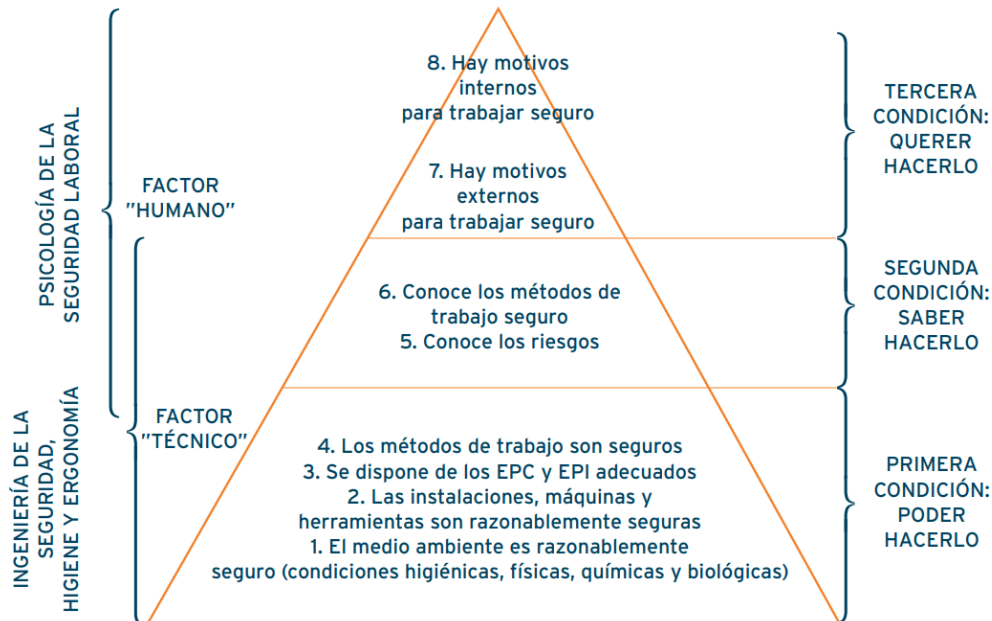 PSICOLOGÍA DE LA
SEGURIDAD LABORAL
INGENIERÍA DE LA
SEGURIDAD,
HIGIENE Y ERGONOMÍA
FACTOR
"HUMANO"
FACTOR
"TÉCNICO"
8. Hay motivos
internos
para trabajar seguro
7. Hay motivos
externos
para trabajar seguro
6. Conoce los métodos de
trabajo seguro
5. Conoce los riesgos
4. Los métodos de trabajo son seguros
3. Se dispone de los EPC y EPI adecuados
2. Las instalaciones, máquinas y
herramientas son razonablemente seguras
1. El medio ambiente es razonablemente
seguro (condiciones higiénicas, físicas, químicas y biológicas)
TERCERA
CONDICIÓN:
QUERER
HACERLO
SEGUNDA
CONDICIÓN:
SABER
HACERLO
PRIMERA
CONDICIÓN:
PODER
HACERLO